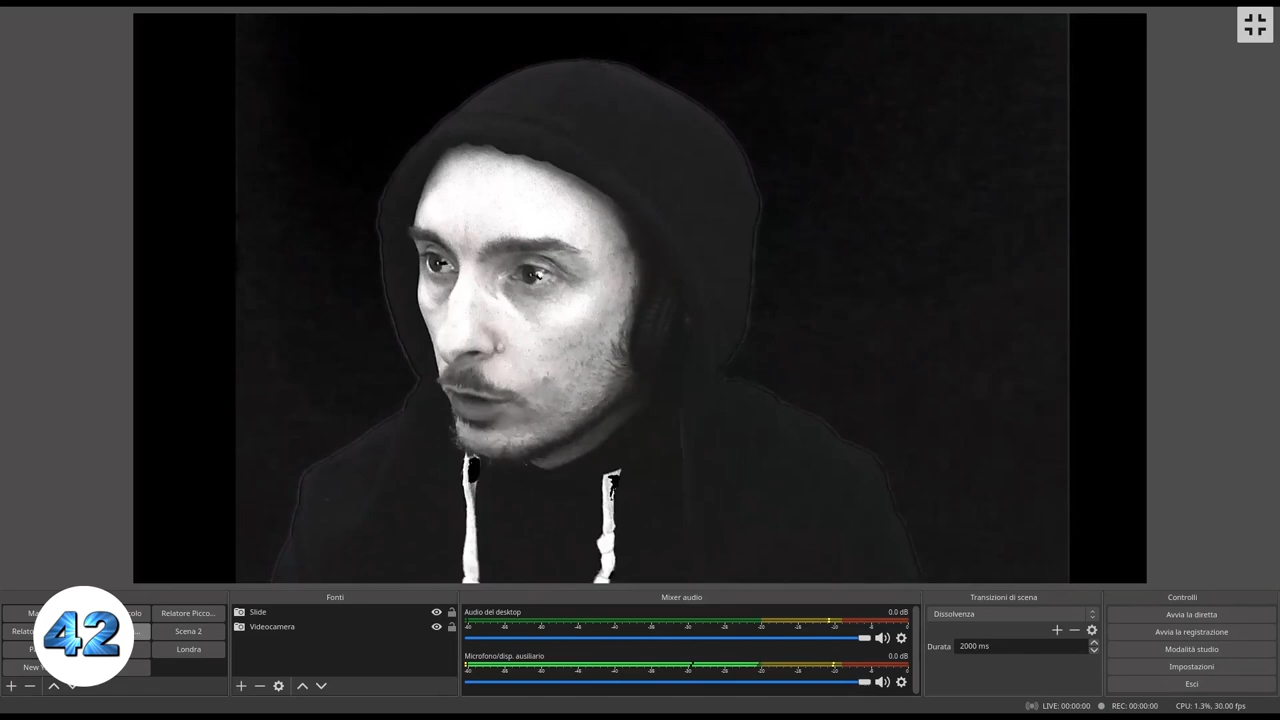 Fonti
Mixer audio
Transizioni di scena
Controlli
Relatore Picco...
Scena 2
Londra
42
Slide
Videocamera
Audio del desktop
0.0 dB
Microfono/disp. ausiliario
0.0 dB
Dissolvenza
Durata
2000 ms
Avvia la diretta
Avvia la registrazione
Modalità studio
Impostazioni
Esci
LIVE: 00:00:00
REC: 00:00:00
CPU: 1.3%, 30.00 fps